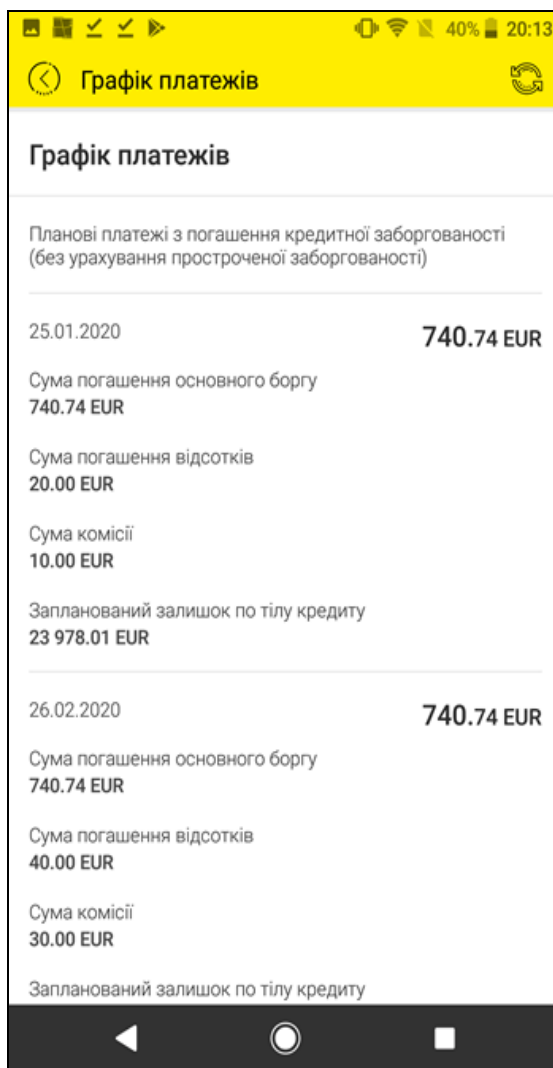 40% 20:13
Графік платежів
Графік платежів
Планові платежі з погашення кредитної заборгованості
(без урахування простроченої заборгованості)
25.01.2020 740.74 EUR
Сума погашення основного боргу
740.74 EUR
Сума погашення відсотків
20.00 EUR
Сума комісії
10.00 EUR
Запланований залишок по тілу кредиту
23 978.01 EUR
26.02.2020 740.74 EUR
Сума погашення основного боргу
740.74 EUR
Сума погашення відсотків
40.00 EUR
Сума комісії
30.00 EUR
Запланований залишок по тілу кредиту